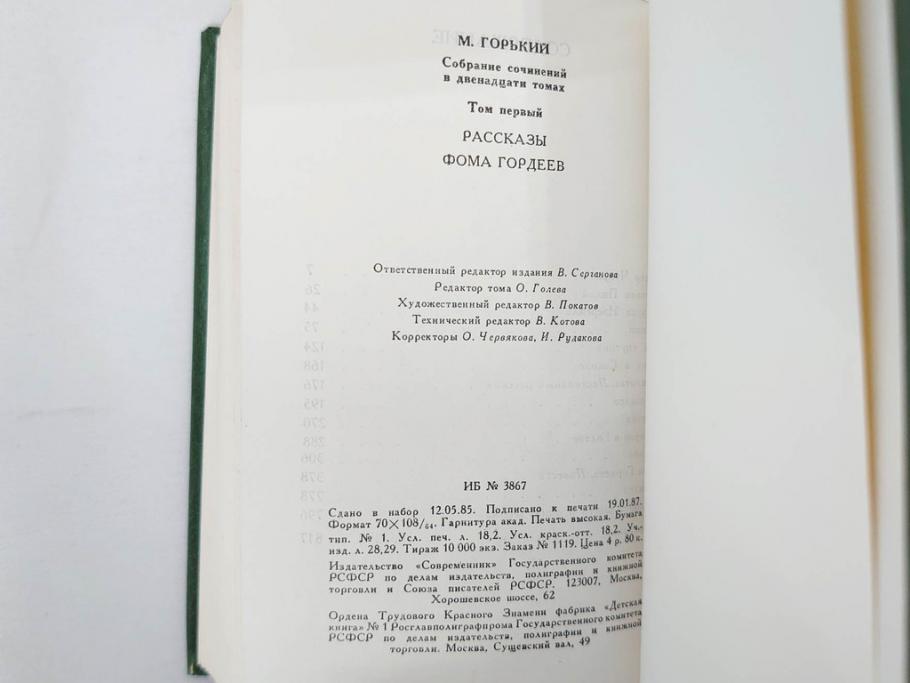 М. ГОРЬКИЙ
Собрание сочинений
в двенадцати томах
Том первый
РАССКАЗЫ
ФОМА ГОРДЕЕВ
Ответственный редактор издания В. Серганова
Редактор тома О. Голева
Художественный редактор В. Покатов
Технический редактор В. Котова
Корректоры О. Червякова, И. Рудакова
ИБ № 3867
Сдано в набор 12.05.85. Подписано к печати 19.01.87.
Формат 70×108/64. Гарнитура акад. Печать высокая. Бумага
тип. № 1. Усл. печ. л. 18,2. Усл. краск.-отт. 18,2. Уч.-
изд. л. 28,29. Тираж 10 000 экз. Заказ № 1119. Цена 4 р. 80 к.
Издательство «Современник» Государственного комитета
РСФСР по делам издательств, полиграфии и книжной
торговли и Союза писателей РСФСР. 123007, Москва,
Хорошевское шоссе, 62
Ордена Трудового Красного Знамени фабрика «Детская
книга» № 1 Росглавполиграфпрома Государственного комитета
РСФСР по делам издательств, полиграфии и книжной
торговли. Москва, Сущевский вал, 49